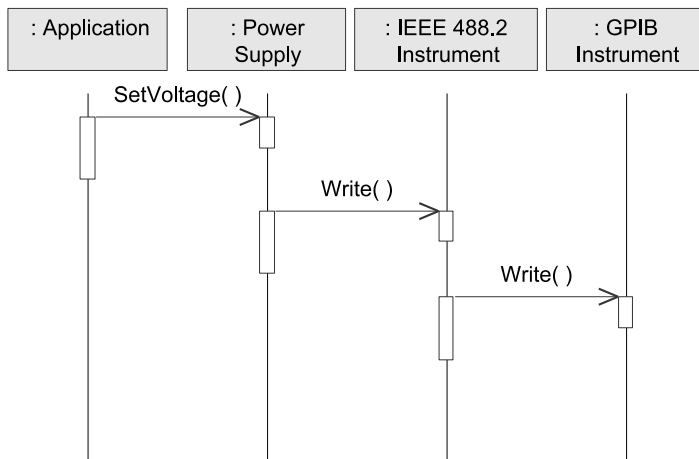 : Application
: Power
Supply
: IEEE 488.2
Instrument
: GPIB
Instrument
SetVoltage( )
Write( )
Write( )